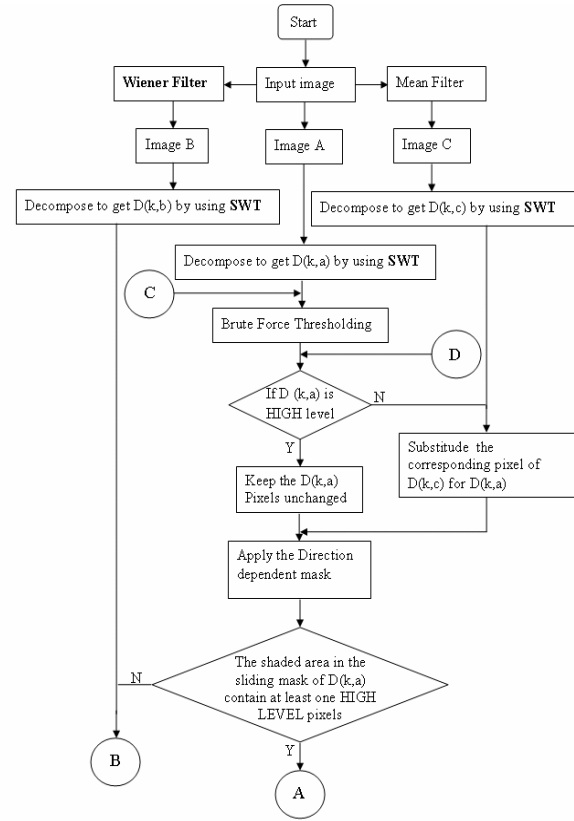 Start
Wiener Filter
Input image
Mean Filter
Image B
Image A
Image C
Decompose to get D(k,b) by using SWT
Decompose to get D(k,c) by using SWT
Decompose to get D(k,a) by using SWT
C
Brute Force Thresholding
D
If D (k,a) is
HIGH level
N
Y
Substitude the
corresponding pixel of
D(k,c) for D(k,a)
Keep the D(k,a)
Pixels unchanged
Apply the Direction
dependent mask
The shaded area in the
sliding mask of D(k,a)
contain at least one HIGH
LEVEL pixels
N
Y
B
A